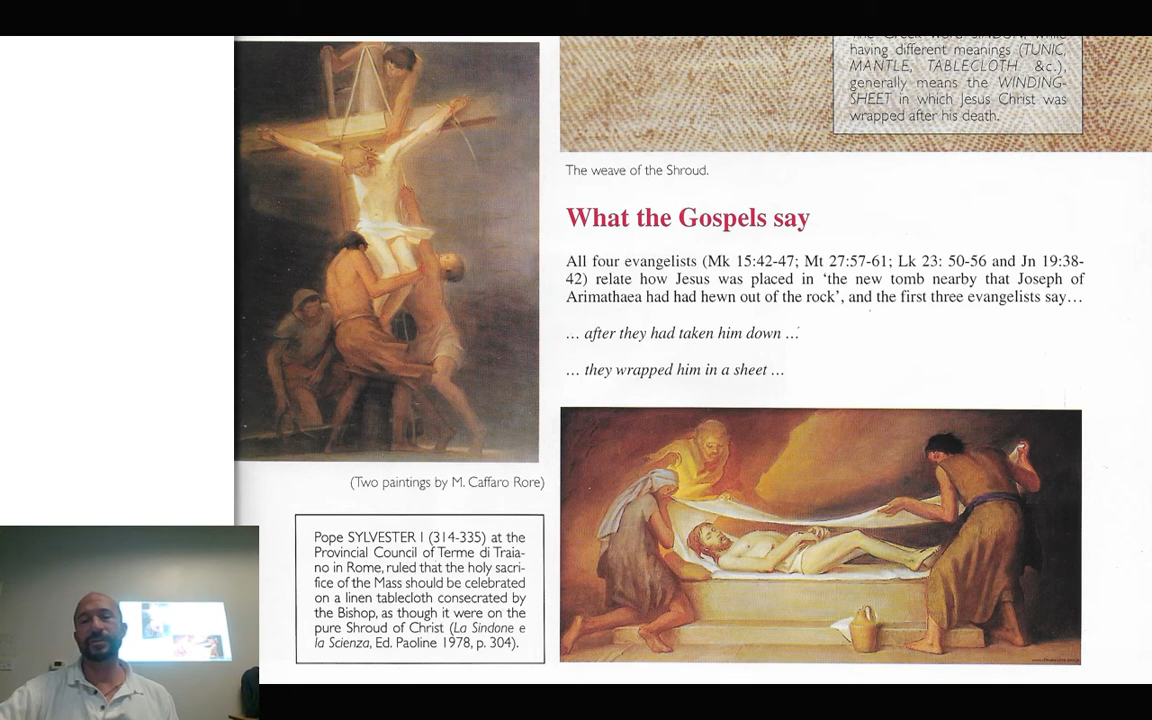 The Greek word SINDON, while
having different meanings (TUNIC,
MANTLE, TABLECLOTH &c.),
generally means the WINDING-
SHEET in which Jesus Christ was
wrapped after his death.
The weave of the Shroud.
What the Gospels say
All four evangelists (Mk 15:42-47; Mt 27:57-61; Lk 23: 50-56 and Jn 19:38-
42) relate how Jesus was placed in ‘the new tomb nearby that Joseph of
Arimathaea had had hewn out of the rock’, and the first three evangelists say…
… after they had taken him down …
… they wrapped him in a sheet …
(Two paintings by M. Caffaro Rore)
Pope SYLVESTER I (314-335) at the
Provincial Council of Terme di Traia-
no in Rome, ruled that the holy sacri-
fice of the Mass should be celebrated
on a linen tablecloth consecrated by
the Bishop, as though it were on the
pure Shroud of Christ (La Sindone e
la Scienza, Ed. Paoline 1978, p. 304).